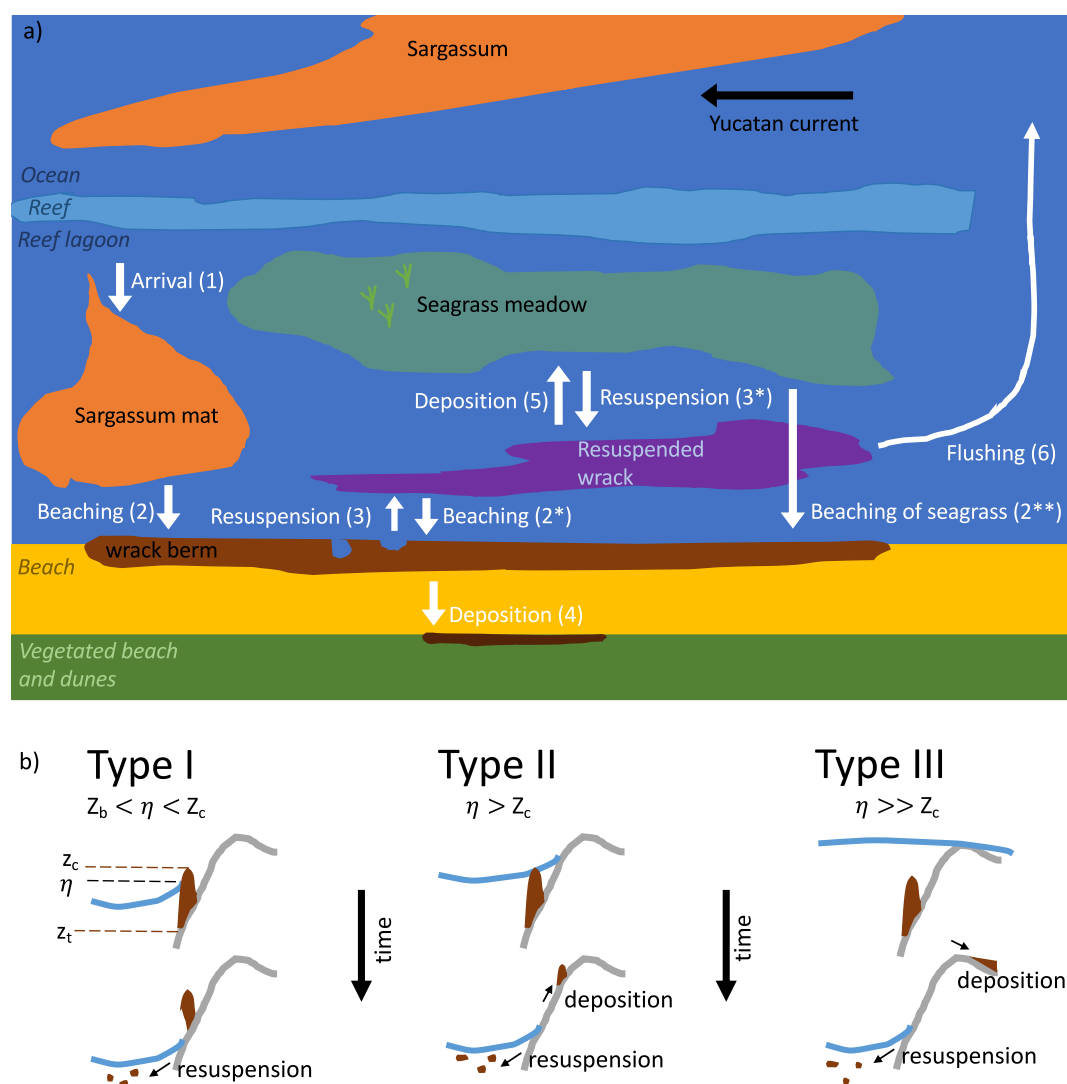 a)
Sargassum
Yucatan current
Ocean
Reef
Reef lagoon
Arrival (1)
Seagrass meadow
Sargassum mat
Deposition (5)
Resuspension (3*)
Resuspended
wrack
Flushing (6)
Beaching (2)
Resuspension (3)
Beaching (2*)
Beaching of seagrass (2**)
wrack berm
Beach
Deposition (4)
Vegetated beach
and dunes
b)
Type I
Type II
Type III
Z_b < η < Z_c
η > Z_c
η >> Z_c
z_c
η
z_t
time
time
deposition
deposition
resuspension
resuspension
resuspension